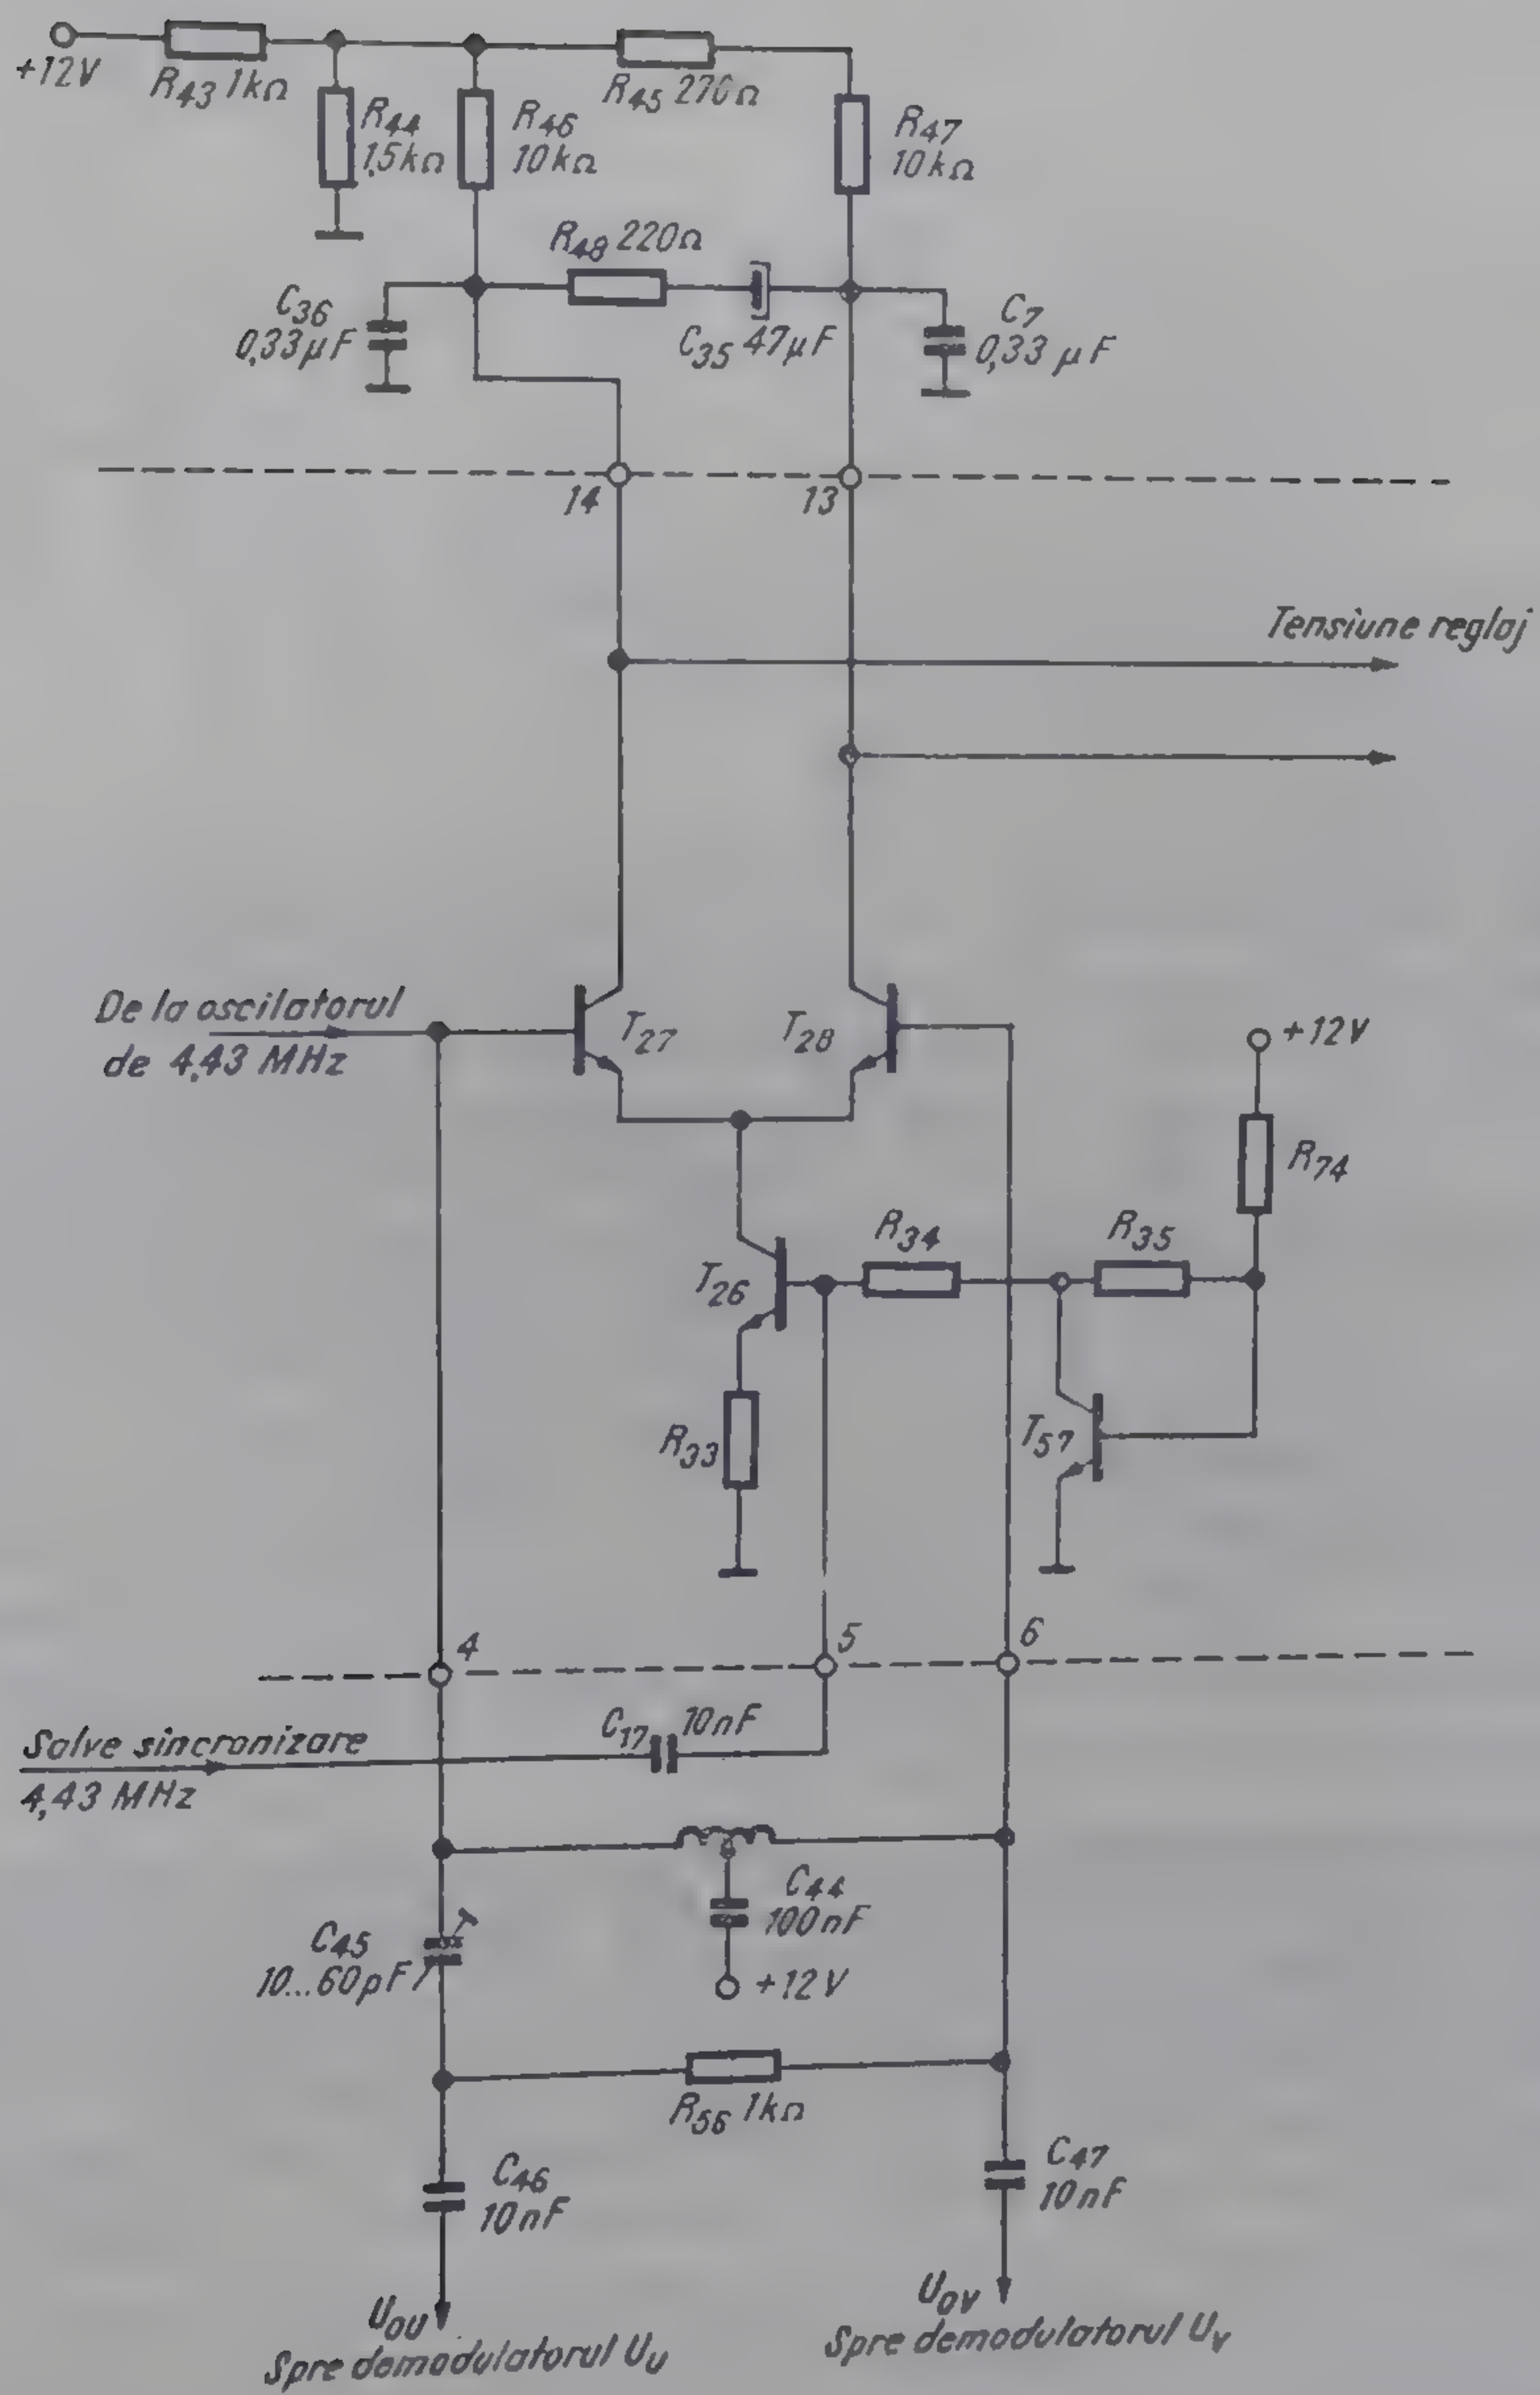 +12V
R43 1kΩ
R44
1,5kΩ
R46
10kΩ
R45 270Ω
R47
10kΩ
R48 220Ω
C36
0,33µF
C35 47µF
C7
0,33 µF
14
13
Tensiune reglaj
De la oscilatorul
de 4,43 MHz
T27
T28
+12V
R74
R34
R35
T26
R33
T57
4
5
6
Salve sincronizare
4,43 MHz
C17 10nF
C44
100nF
+12V
C45
10...60pF
R56 1kΩ
C46
10nF
C47
10nF
U0U
Spre demodulatorul UU
U0V
Spre demodulatorul UV